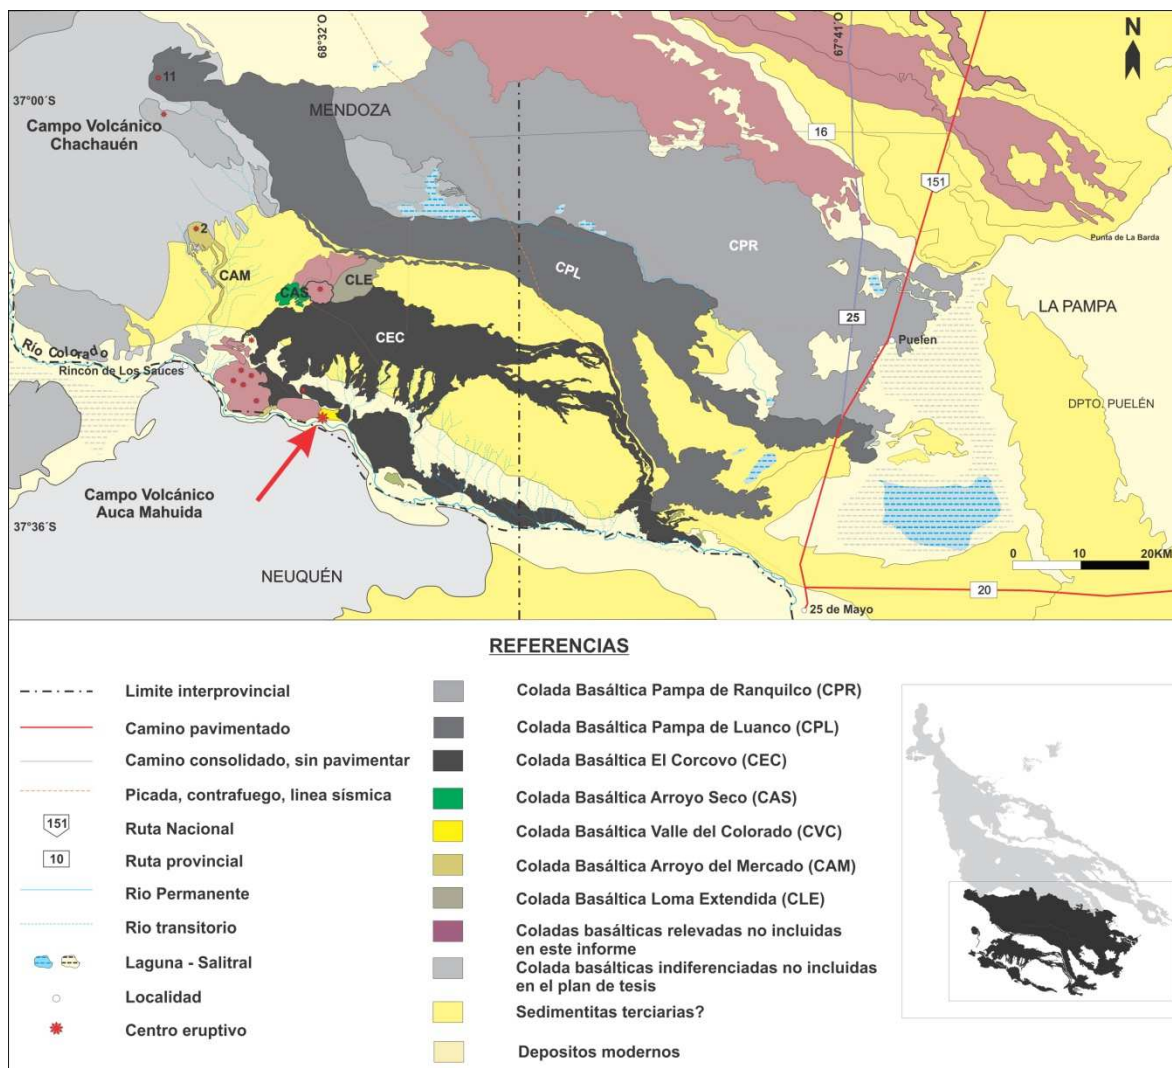 68°32´O
67°41´O
N
11
37°00´S
MENDOZA
Campo Volcánico
Chachauén
16
151
2
CPR
Punta de La Barda
CPL
CAM
CLE
CAS
LA PAMPA
CEC
25
Río Colorado
Puelen
Rincón de Los Sauces
DPTO. PUELÉN
Campo Volcánico
Auca Mahuida
37°36´S
0 10 20KM
NEUQUÉN
20
25 de Mayo
REFERENCIAS
Limite interprovincial
Camino pavimentado
Camino consolidado, sin pavimentar
Picada, contrafuego, linea sísmica
151 Ruta Nacional
10 Ruta provincial
Rio Permanente
Rio transitorio
Laguna - Salitral
Localidad
Centro eruptivo
Colada Basáltica Pampa de Ranquilco (CPR)
Colada Basáltica Pampa de Luanco (CPL)
Colada Basáltica El Corcovo (CEC)
Colada Basáltica Arroyo Seco (CAS)
Colada Basáltica Valle del Colorado (CVC)
Colada Basáltica Arroyo del Mercado (CAM)
Colada Basáltica Loma Extendida (CLE)
Coladas basálticas relevadas no incluidas
en este informe
Colada basálticas indiferenciadas no incluidas
en el plan de tesis
Sedimentitas terciarias?
Depositos modernos